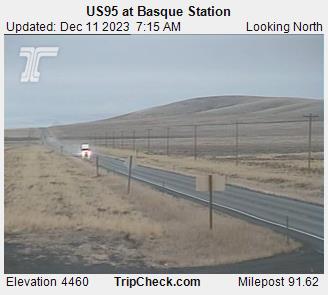 US95 at Basque Station
Updated: Dec 11 2023 7:15 AM Looking North
Elevation 4460 TripCheck.com Milepost 91.62